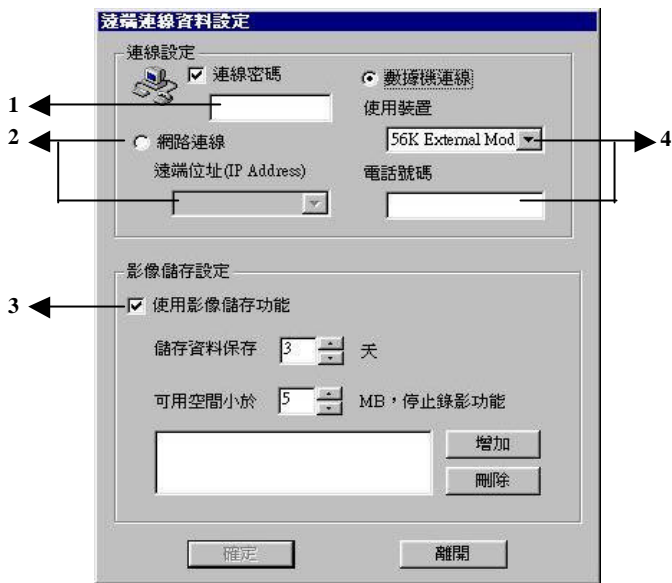 遠端連線資料設定
連線設定
連線密碼
數據機連線
1
使用裝置
2
網路連線
56K External Mod
4
遠端位址(IP Address)
電話號碼
影像儲存設定
3
使用影像儲存功能
儲存資料保存 3 天
可用空間小於 5 MB，停止錄影功能
增加
刪除
確定
離開